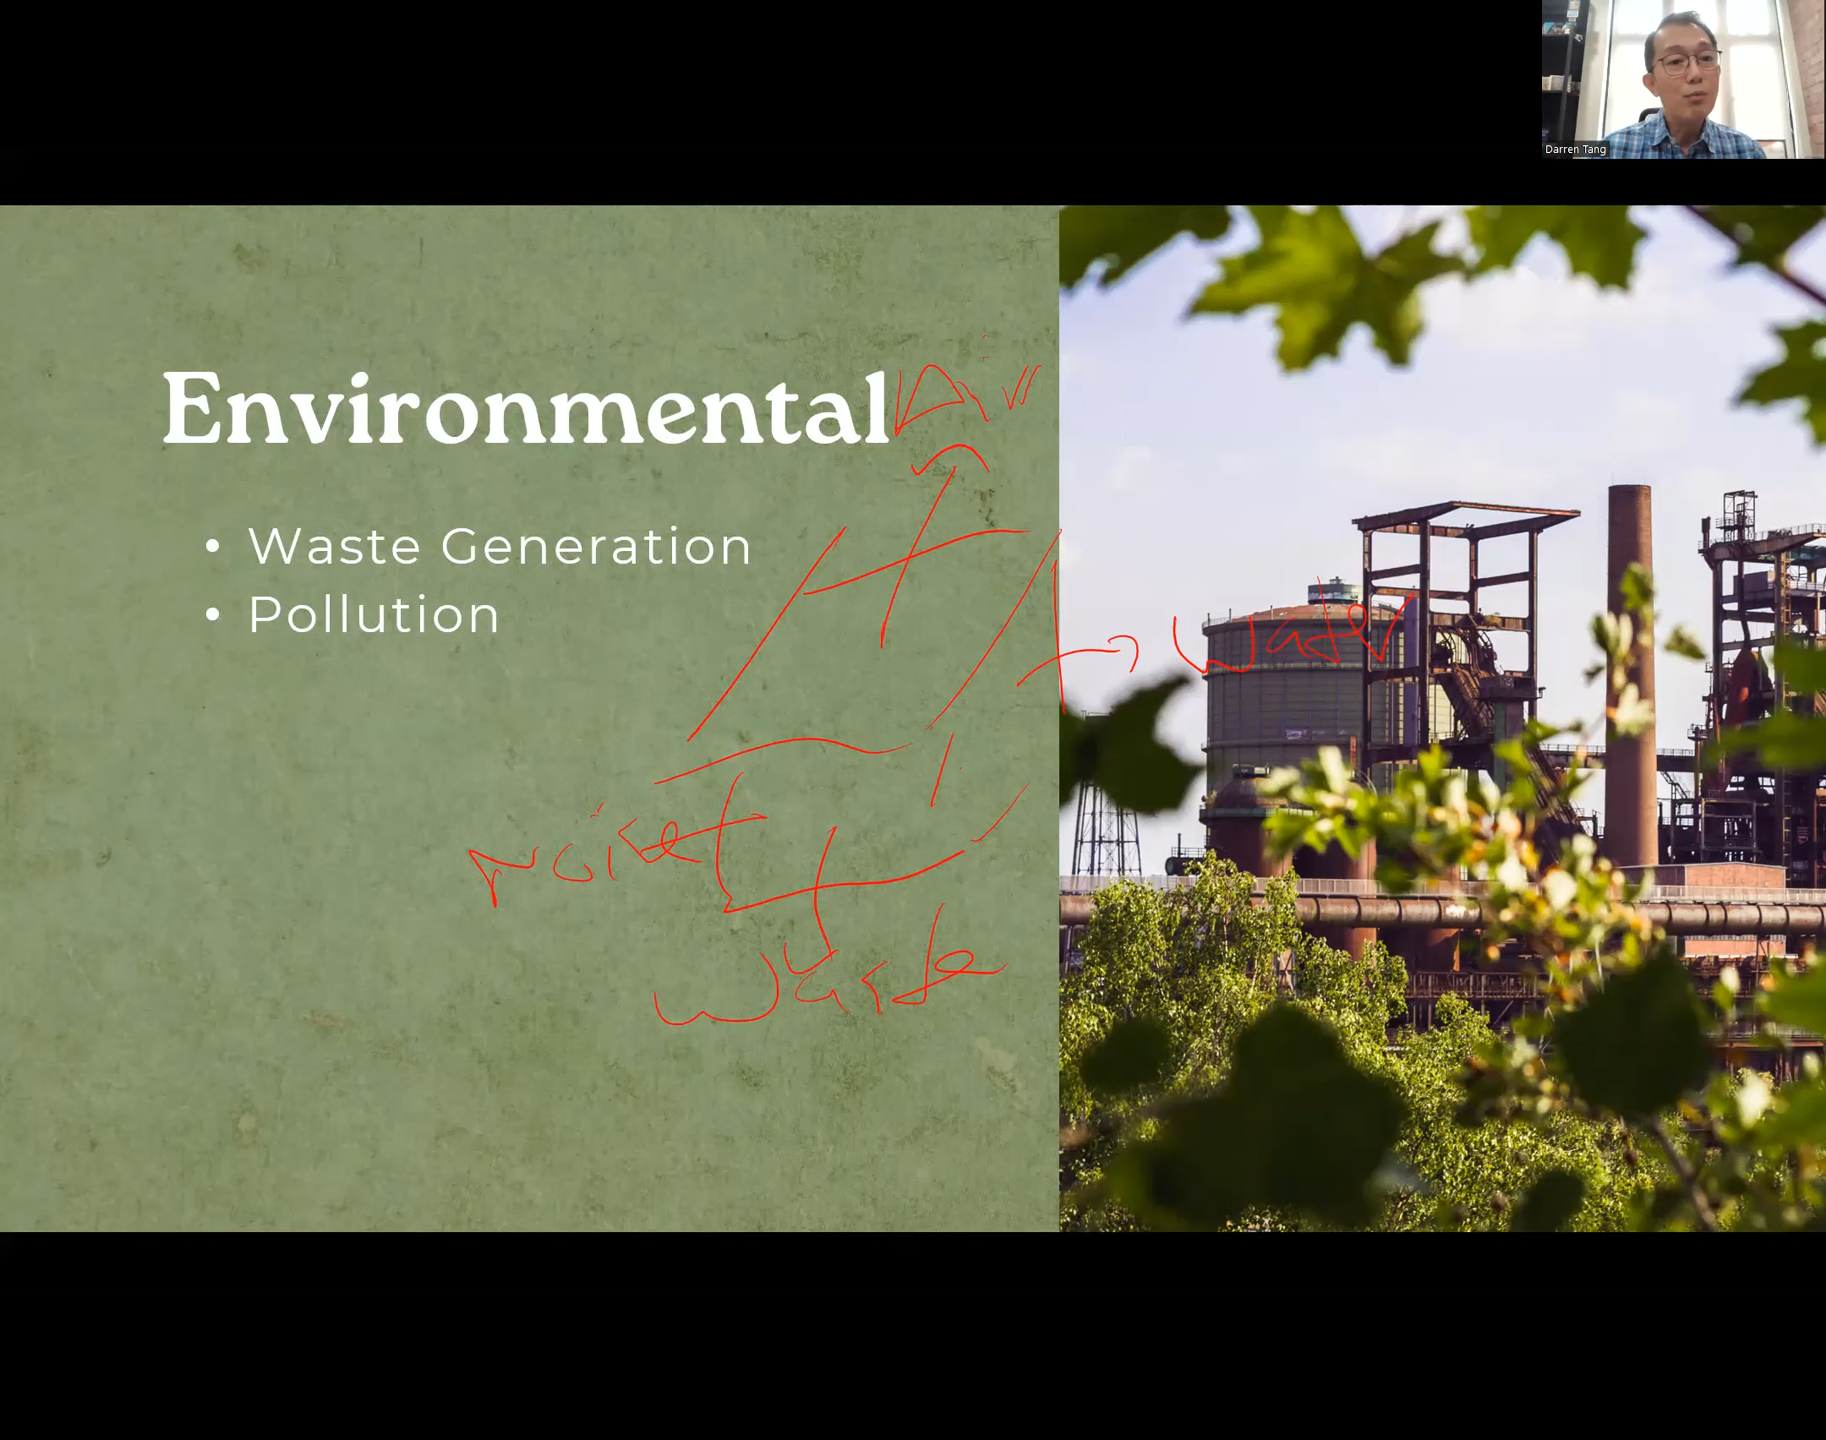 Darren Tang
Environmental
Air
• Waste Generation
• Pollution
Water
Noise
Waste